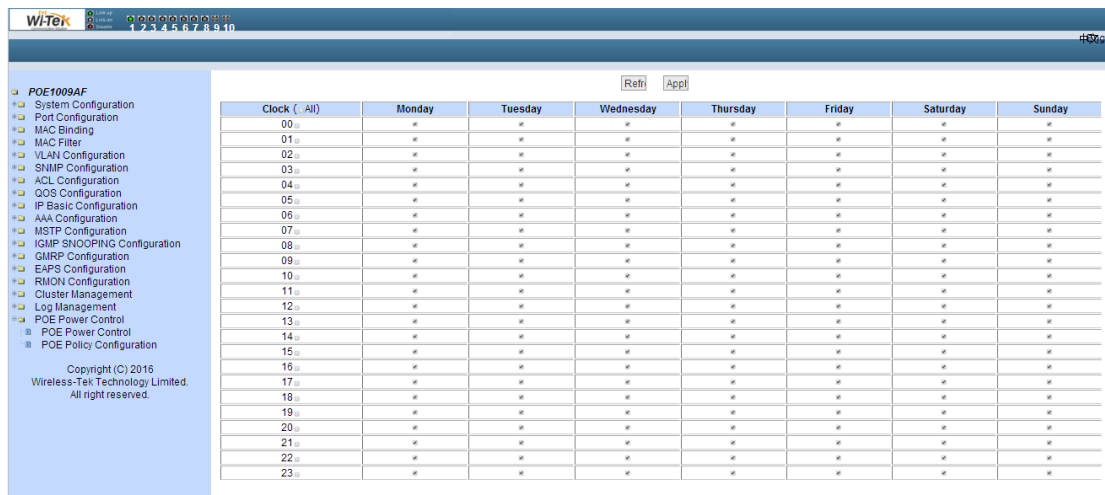 Wi-Tek
Link up
Disable
1 2 3 4 5 6 7 8 9 10
中文
Refr Appl
POE1009AF
System Configuration
Port Configuration
MAC Binding
MAC Filter
VLAN Configuration
SNMP Configuration
ACL Configuration
QOS Configuration
IP Basic Configuration
AAA Configuration
MSTP Configuration
IGMP SNOOPING Configuration
GMRP Configuration
EAPS Configuration
RMON Configuration
Cluster Management
Log Management
POE Power Control
POE Power Control
POE Policy Configuration
Copyright (C) 2016
Wireless-Tek Technology Limited.
All right reserved.
Clock ( All) Monday Tuesday Wednesday Thursday Friday Saturday Sunday
00
01
02
03
04
05
06
07
08
09
10
11
12
13
14
15
16
17
18
19
20
21
22
23